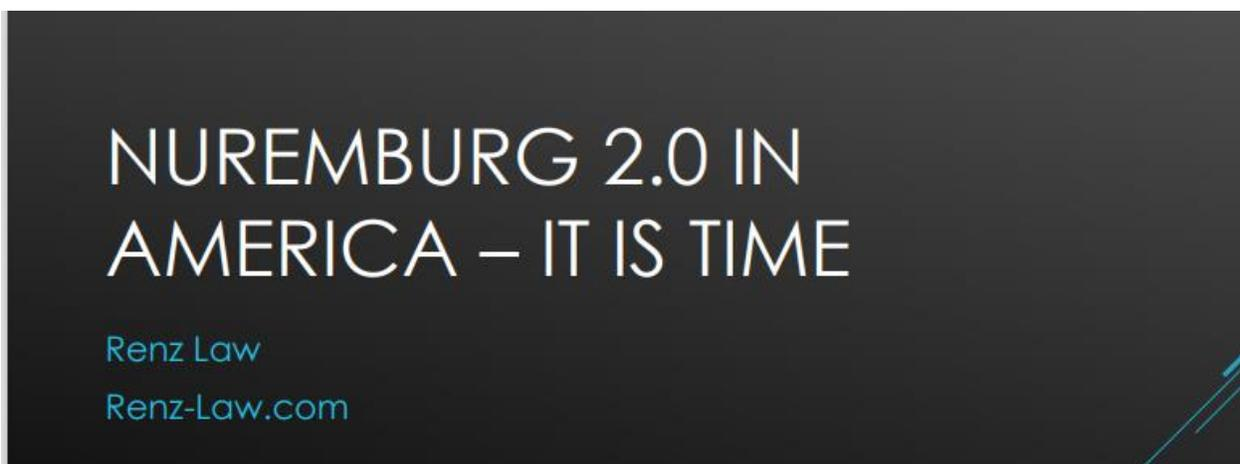 NUREMBURG 2.0 IN
AMERICA – IT IS TIME
Renz Law
Renz-Law.com